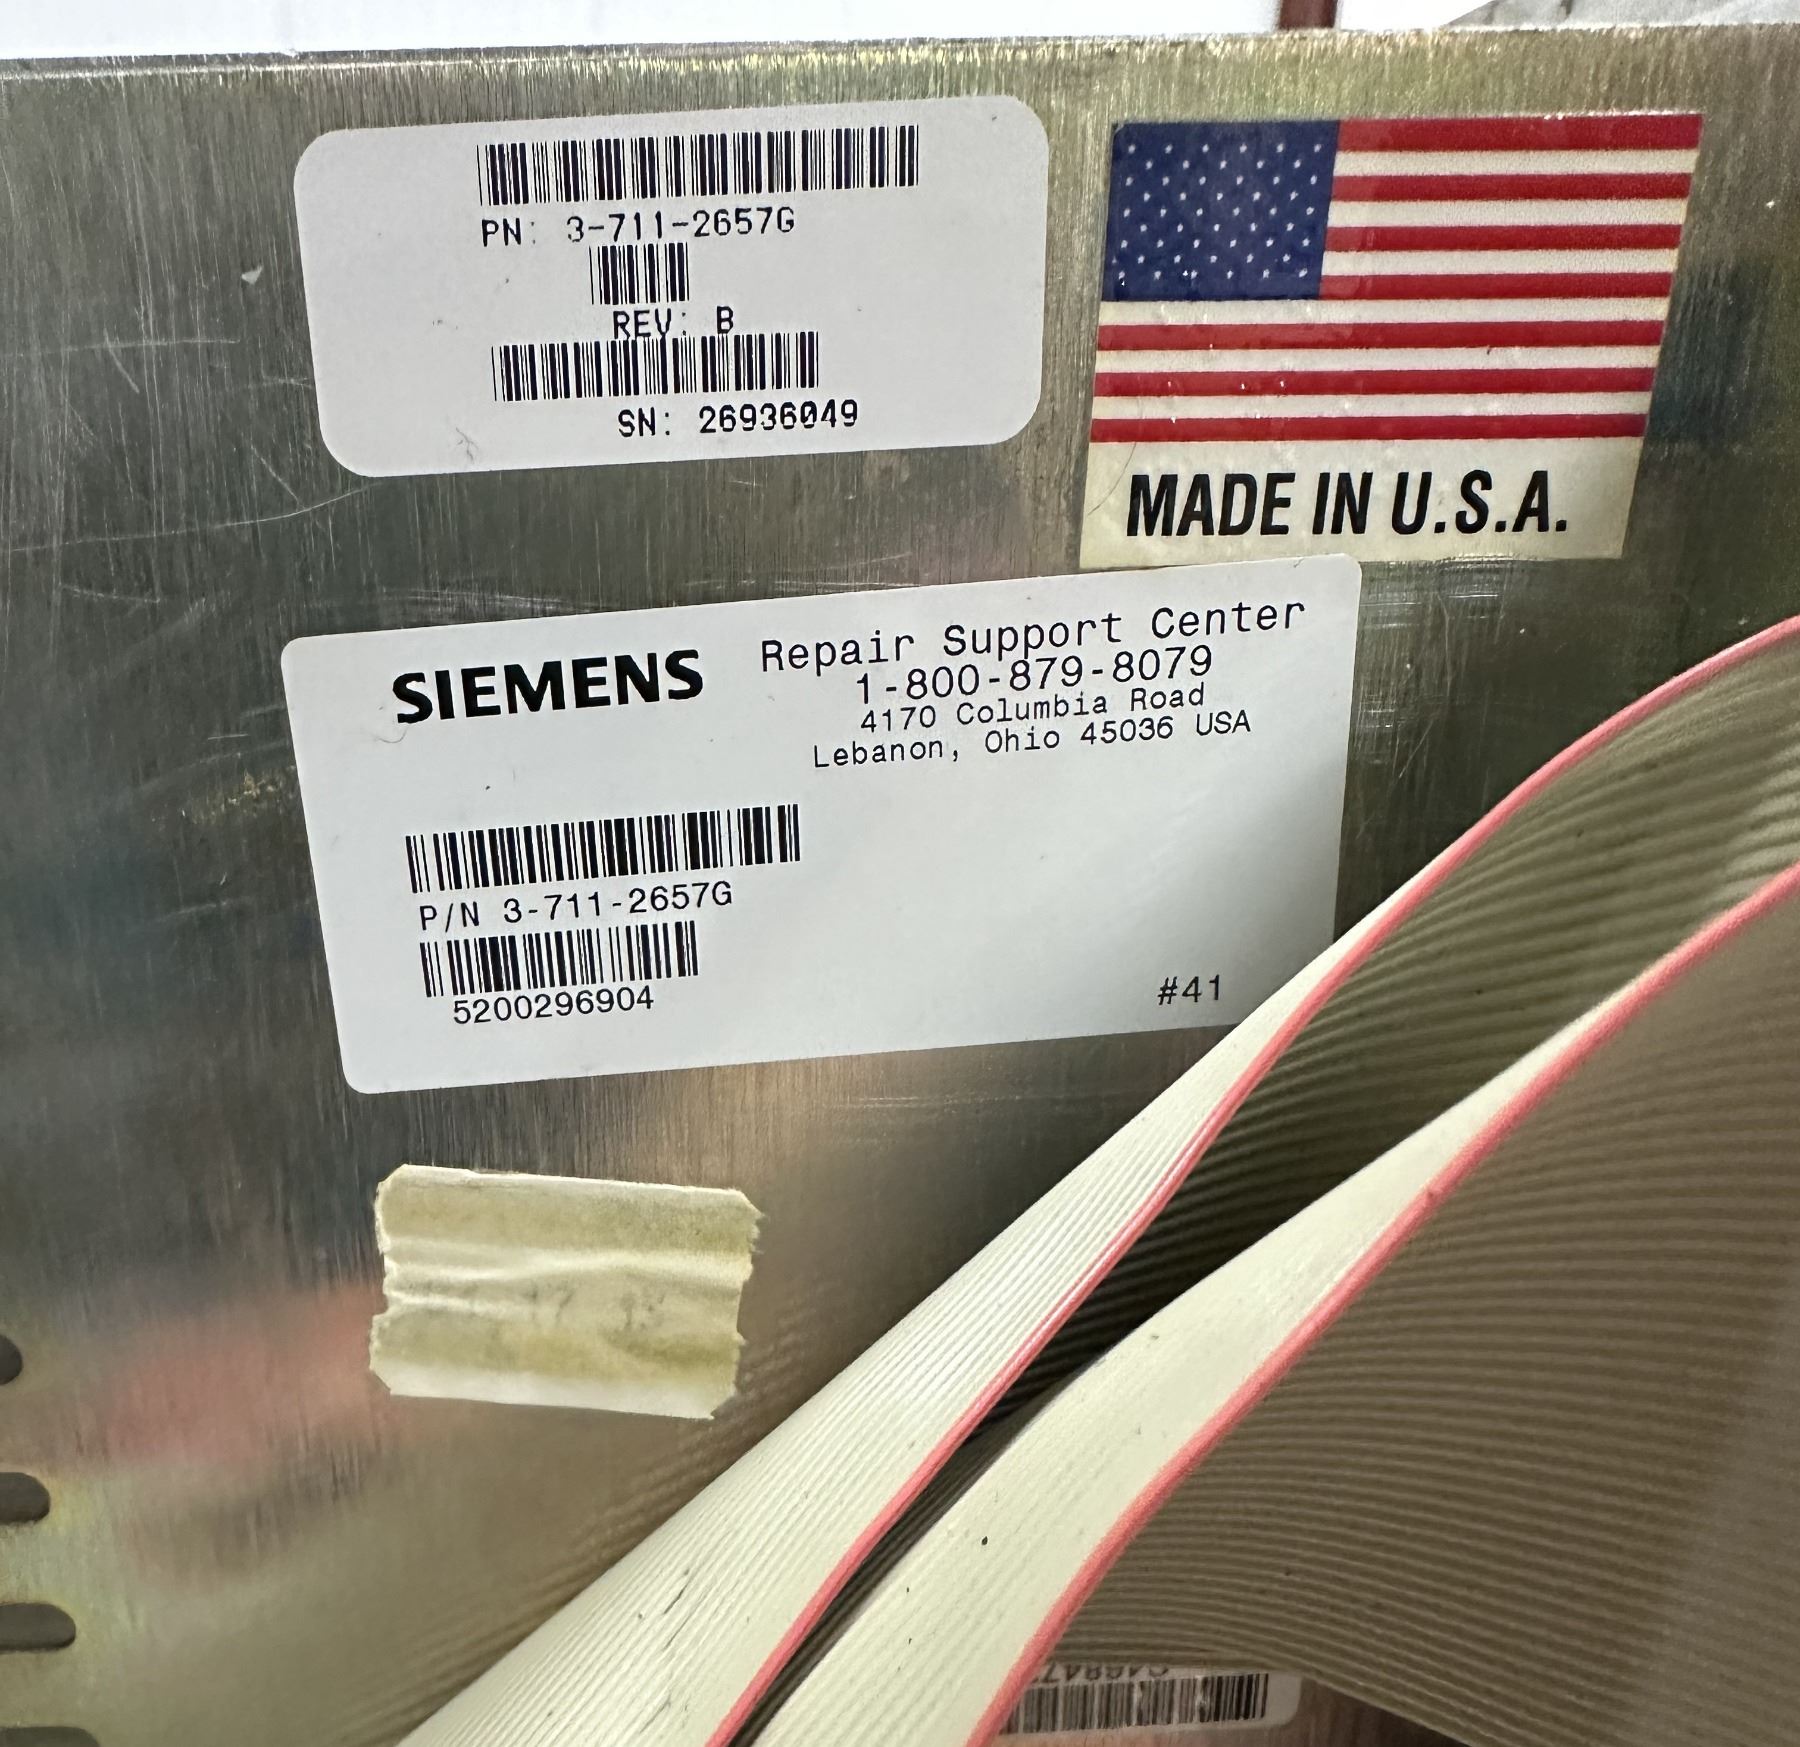 PN: 3-711-2657G
REV: B
SN: 26936049
MADE IN U.S.A.
SIEMENS
Repair Support Center
1-800-879-8079
4170 Columbia Road
Lebanon, Ohio 45036 USA
P/N 3-711-2657G
5200296904
#41